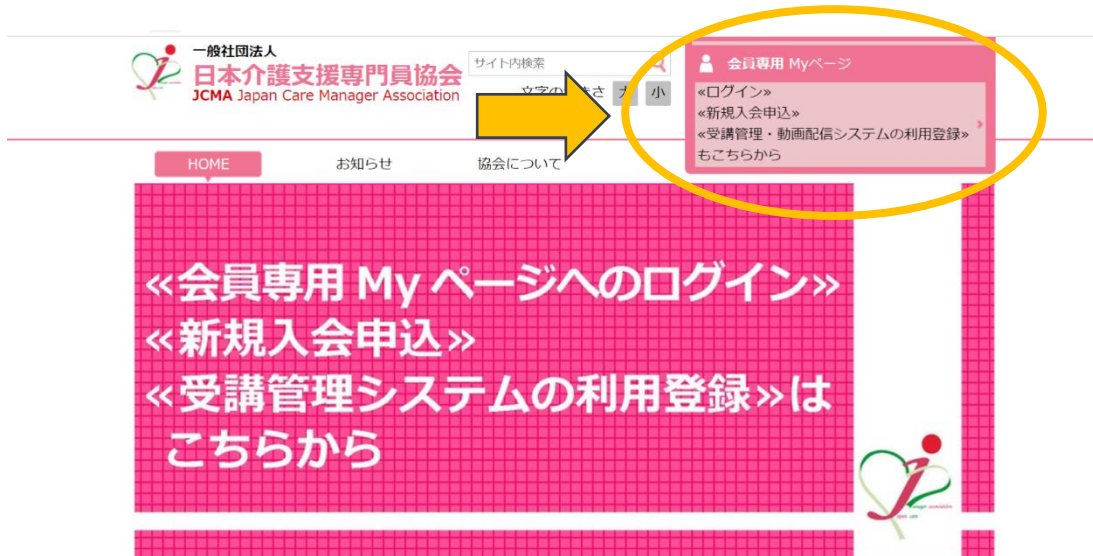 一般社団法人
日本介護支援専門員協会
JCMA Japan Care Manager Association
サイト内検索
文字の きさ 大 小
会員専用 Myページ
«ログイン»
«新規入会申込»
«受講管理・動画配信システムの利用登録»
もこちらから
HOME
お知らせ
協会について
«会員専用 My ページへのログイン»
«新規入会申込»
«受講管理システムの利用登録»は
こちらから